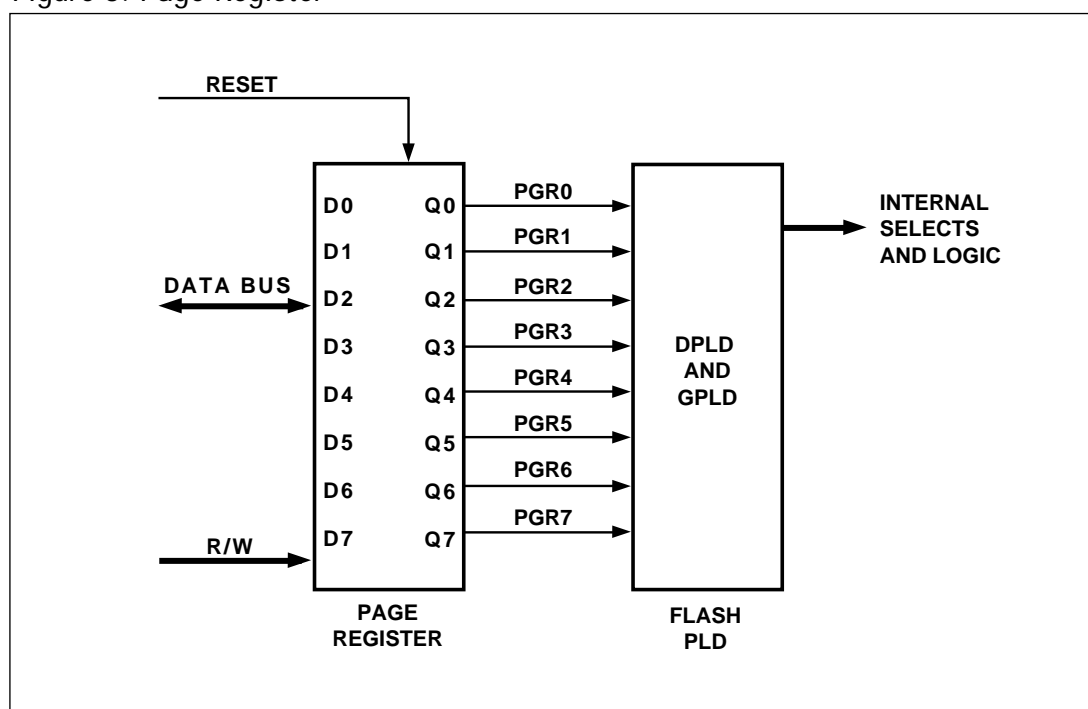 Figure Page Register
RESET
DATA BUS
R/W
D0
D1
D2
D3
D4
D5
D6
D7
Q0
Q1
Q2
Q3
Q4
Q5
Q6
Q7
PAGE
REGISTER
PGR0
PGR1
PGR2
PGR3
PGR4
PGR5
PGR6
PGR7
DPLD
AND
GPLD
FLASH
PLD
INTERNAL
SELECTS
AND LOGIC